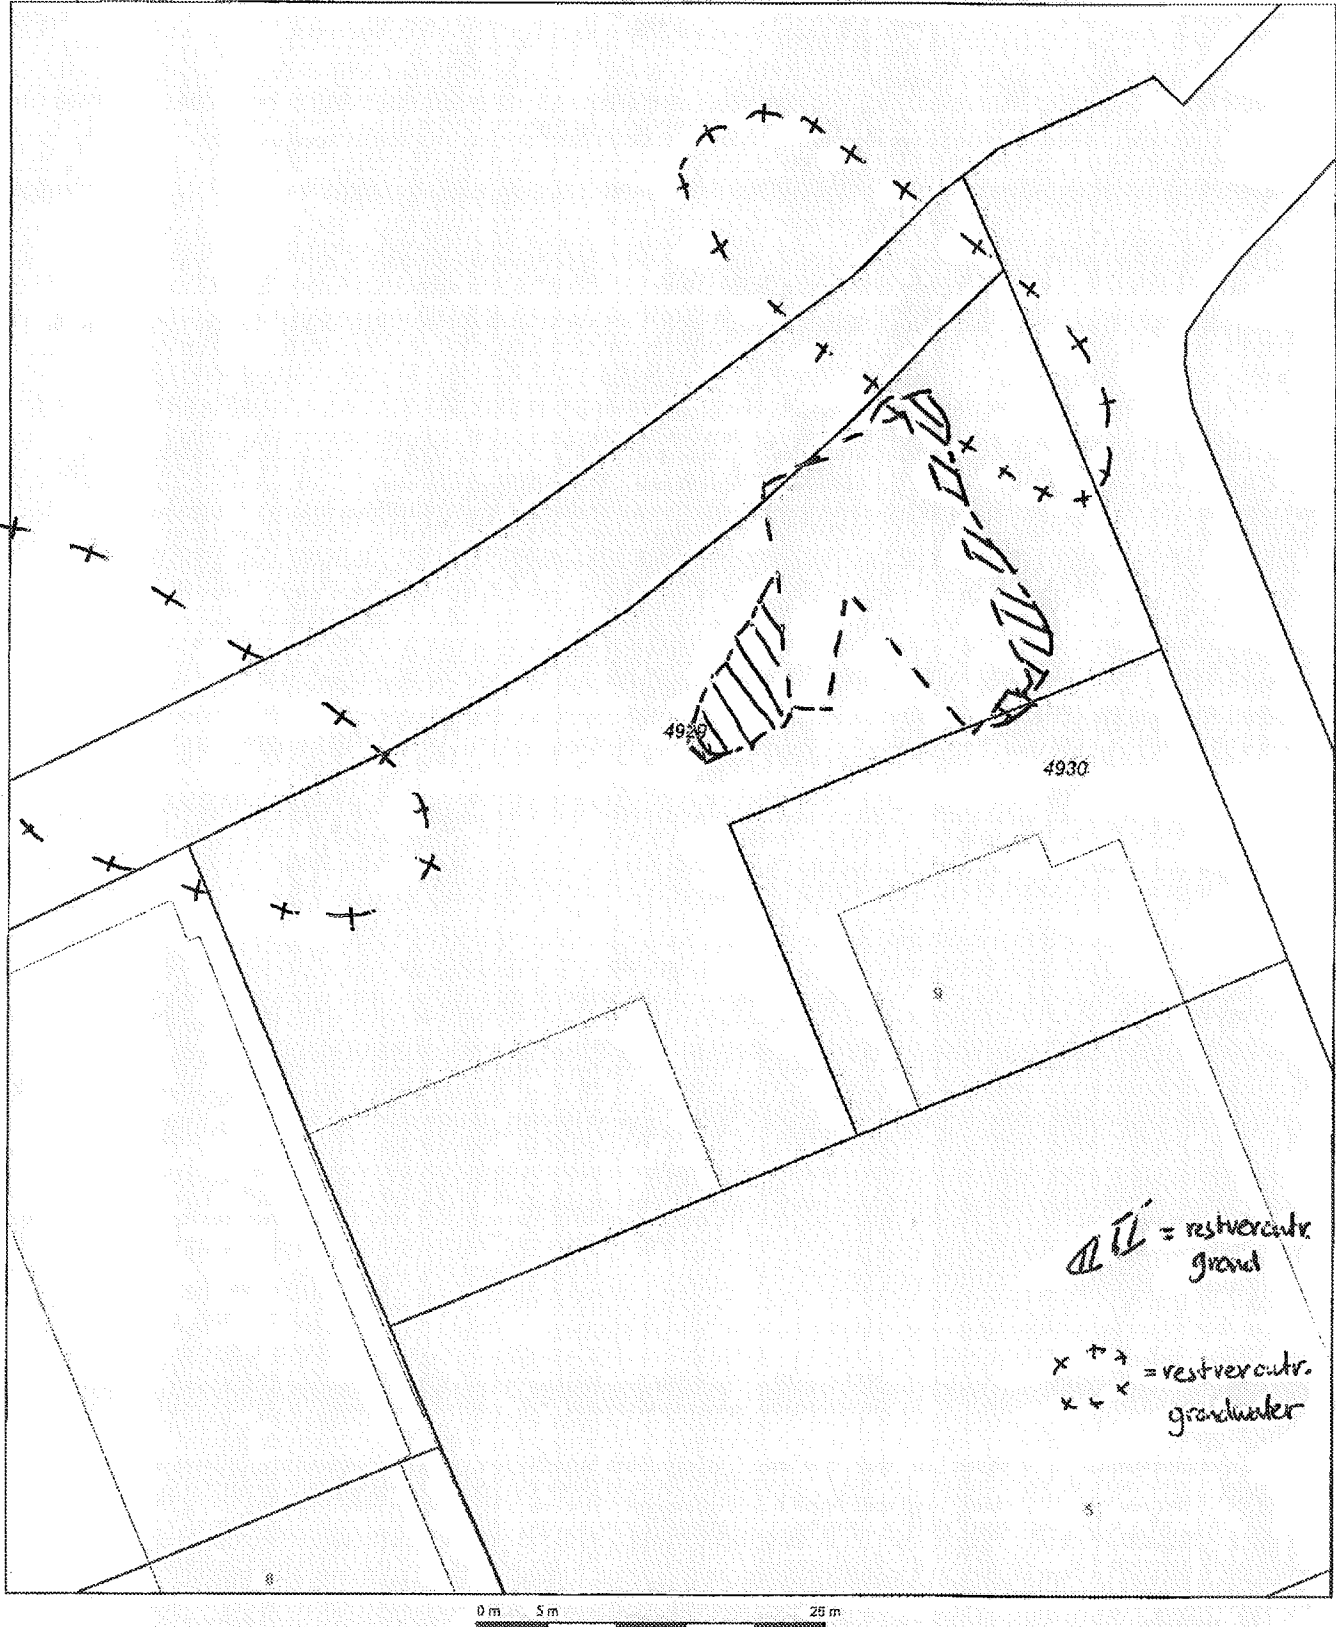 4929
4930
9
= restverontr.
grond
= restverontr.
grondwater
5
8
0 m 5 m 25 m